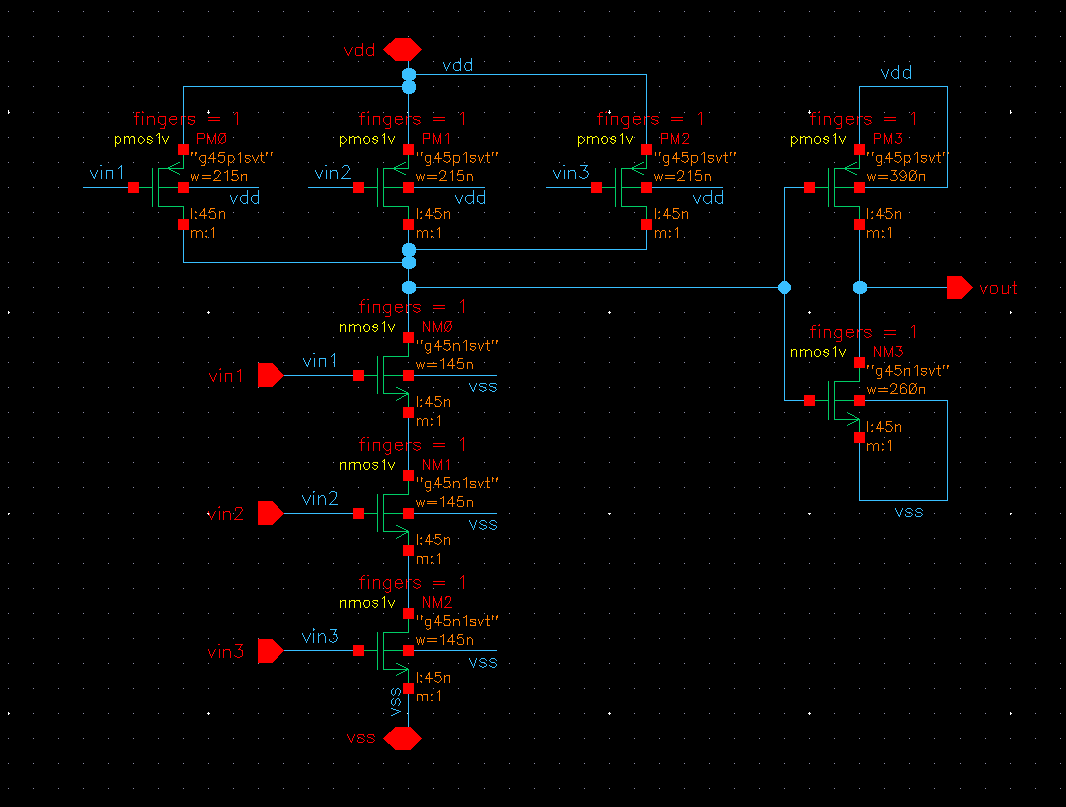 vdd
vdd
vdd
fingers = 1
fingers = 1
fingers = 1
fingers = 1
pmos1v PM0
pmos1v PM1
pmos1v PM2
pmos1v PM3
"g45p1svt"
"g45p1svt"
"g45p1svt"
"g45p1svt"
vin1
w=215n
vin2
w=215n
vin3
w=215n
w=390n
vdd
vdd
vdd
l:45n
l:45n
l:45n
l:45n
m:1
m:1
m:1
m:1
vout
fingers = 1
nmos1v NM0
"g45n1svt"
vin1
vin1
w=145n
vss
l:45n
m:1
fingers = 1
nmos1v NM3
"g45n1svt"
w=260n
l:45n
m:1
vss
fingers = 1
nmos1v NM1
"g45n1svt"
vin2
vin2
w=145n
vss
l:45n
m:1
fingers = 1
nmos1v NM2
"g45n1svt"
vin3
vin3
w=145n
vss
l:45n
m:1
vss
vss